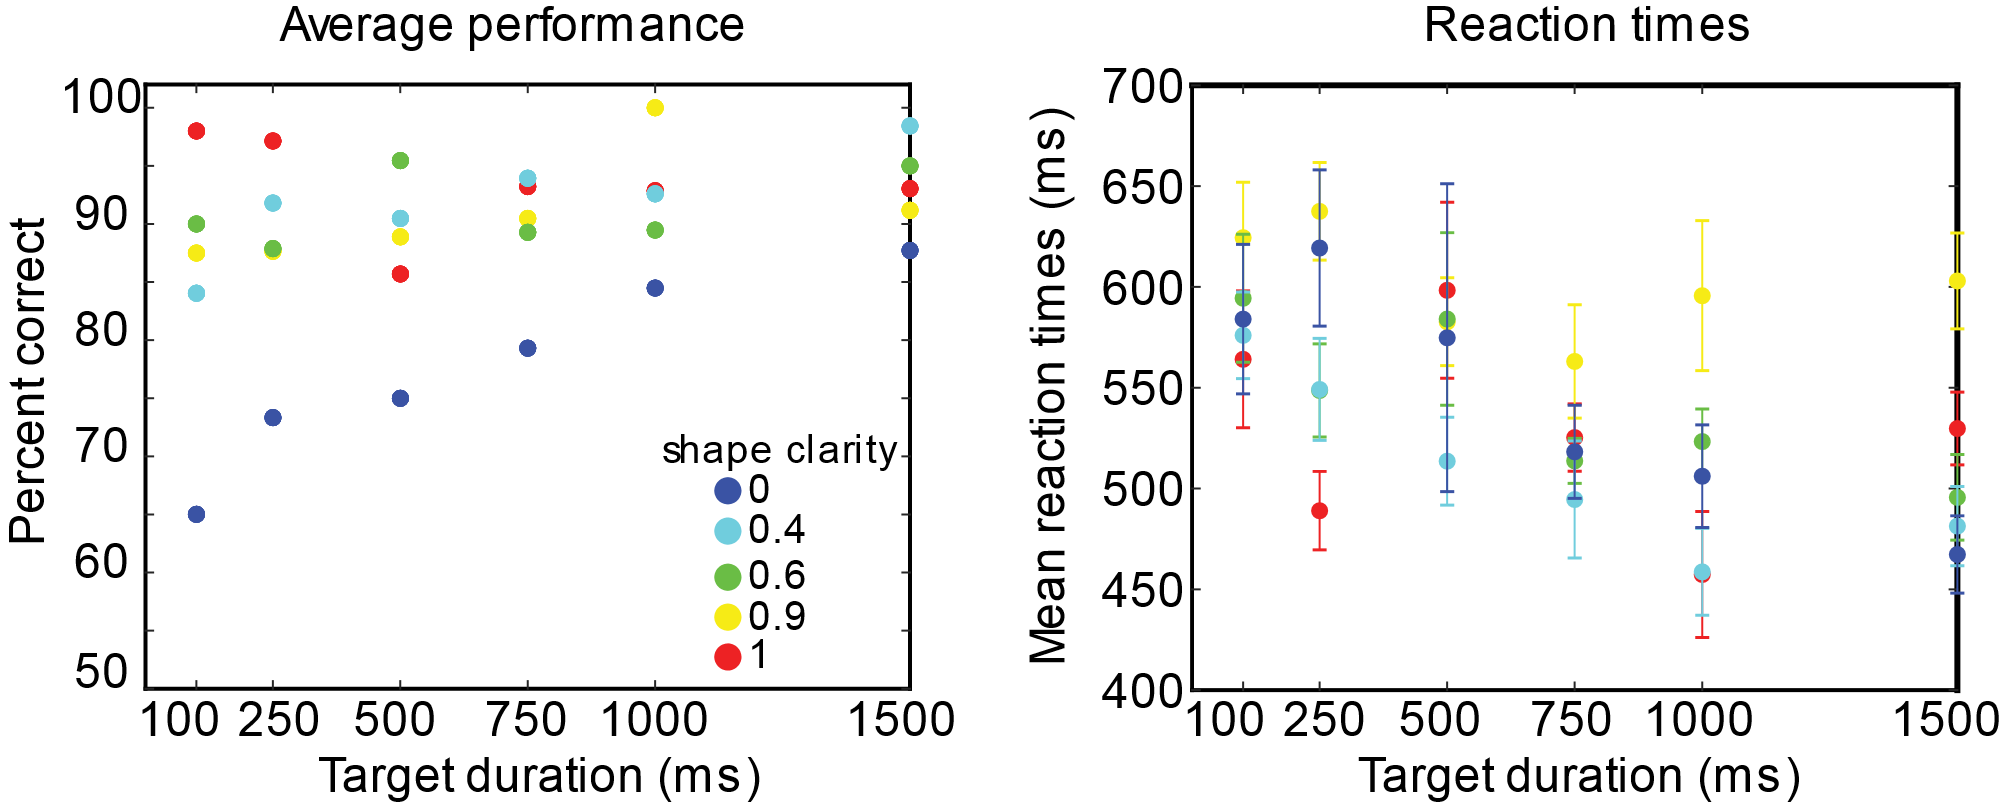 Average performance
Percent correct
100
90
80
70
60
50
shape clarity
0
0.4
0.6
0.9
1
100 250 500 750 1000 1500
Target duration (ms)
Reaction times
Mean reaction times (ms)
700
650
600
550
500
450
400
100 250 500 750 1000 1500
Target duration (ms)